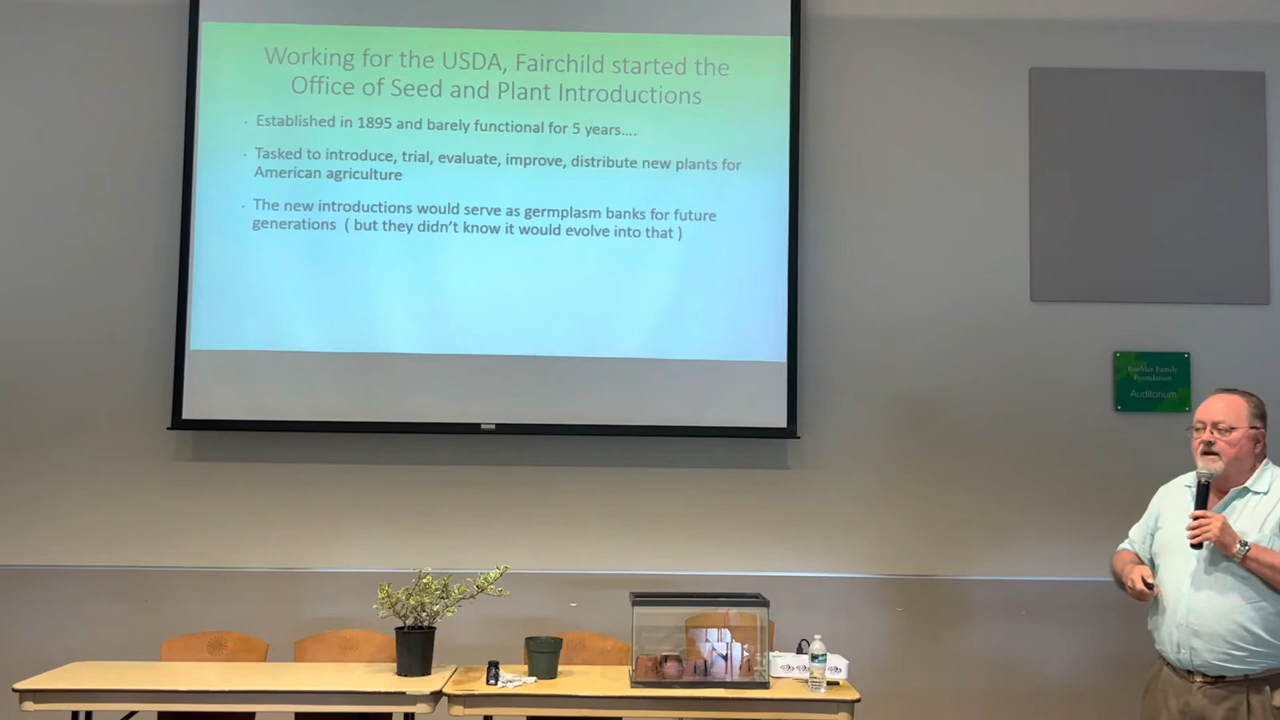 Working for the USDA, Fairchild started the
Office of Seed and Plant Introductions
· Established in 1895 and barely functional for 5 years....
· Tasked to introduce, trial, evaluate, improve, distribute new plants for
American agriculture
· The new introductions would serve as germplasm banks for future
generations ( but they didn't know it would evolve into that )
Family
Foundation
Auditorium